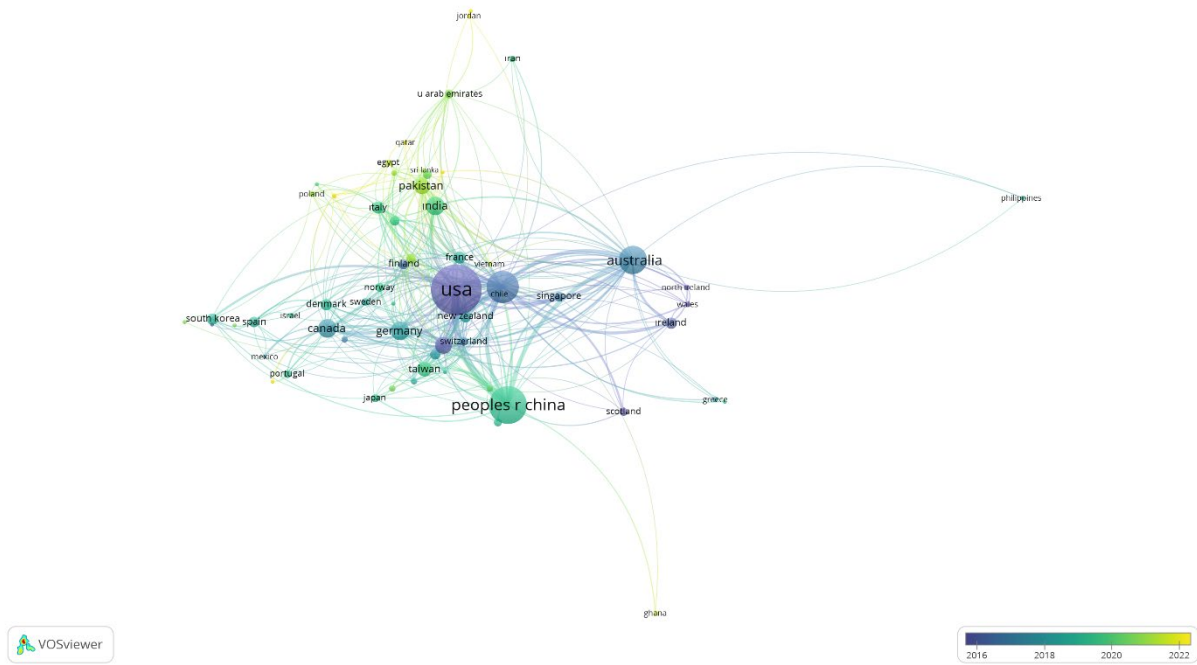 jordan
iran
u arab emirates
qatar
egypt
sri lanka
pakistan
poland
italy
india
philippines
france
finland
vietnam
australia
usa
chile
singapore
north ireland
norway
wales
denmark
sweden
israel
new zealand
south korea
spain
canada
germany
ireland
switzerland
mexico
portugal
taiwan
japan
peoples r china
greece
scotland
ghana
VOSviewer
2016 2018 2020 2022